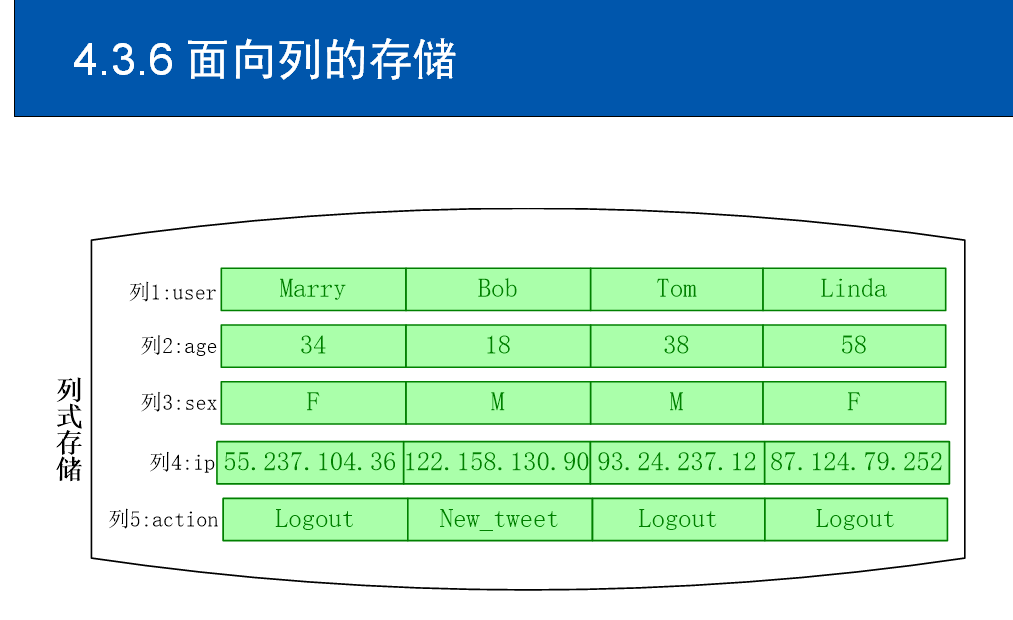 4.3.6 面向列的存储
列式存储
列1:user Marry Bob Tom Linda
列2:age 34 18 38 58
列3:sex F M M F
列4:ip 55.237.104.36 122.158.130.90 93.24.237.12 87.124.79.252
列5:action Logout New_tweet Logout Logout